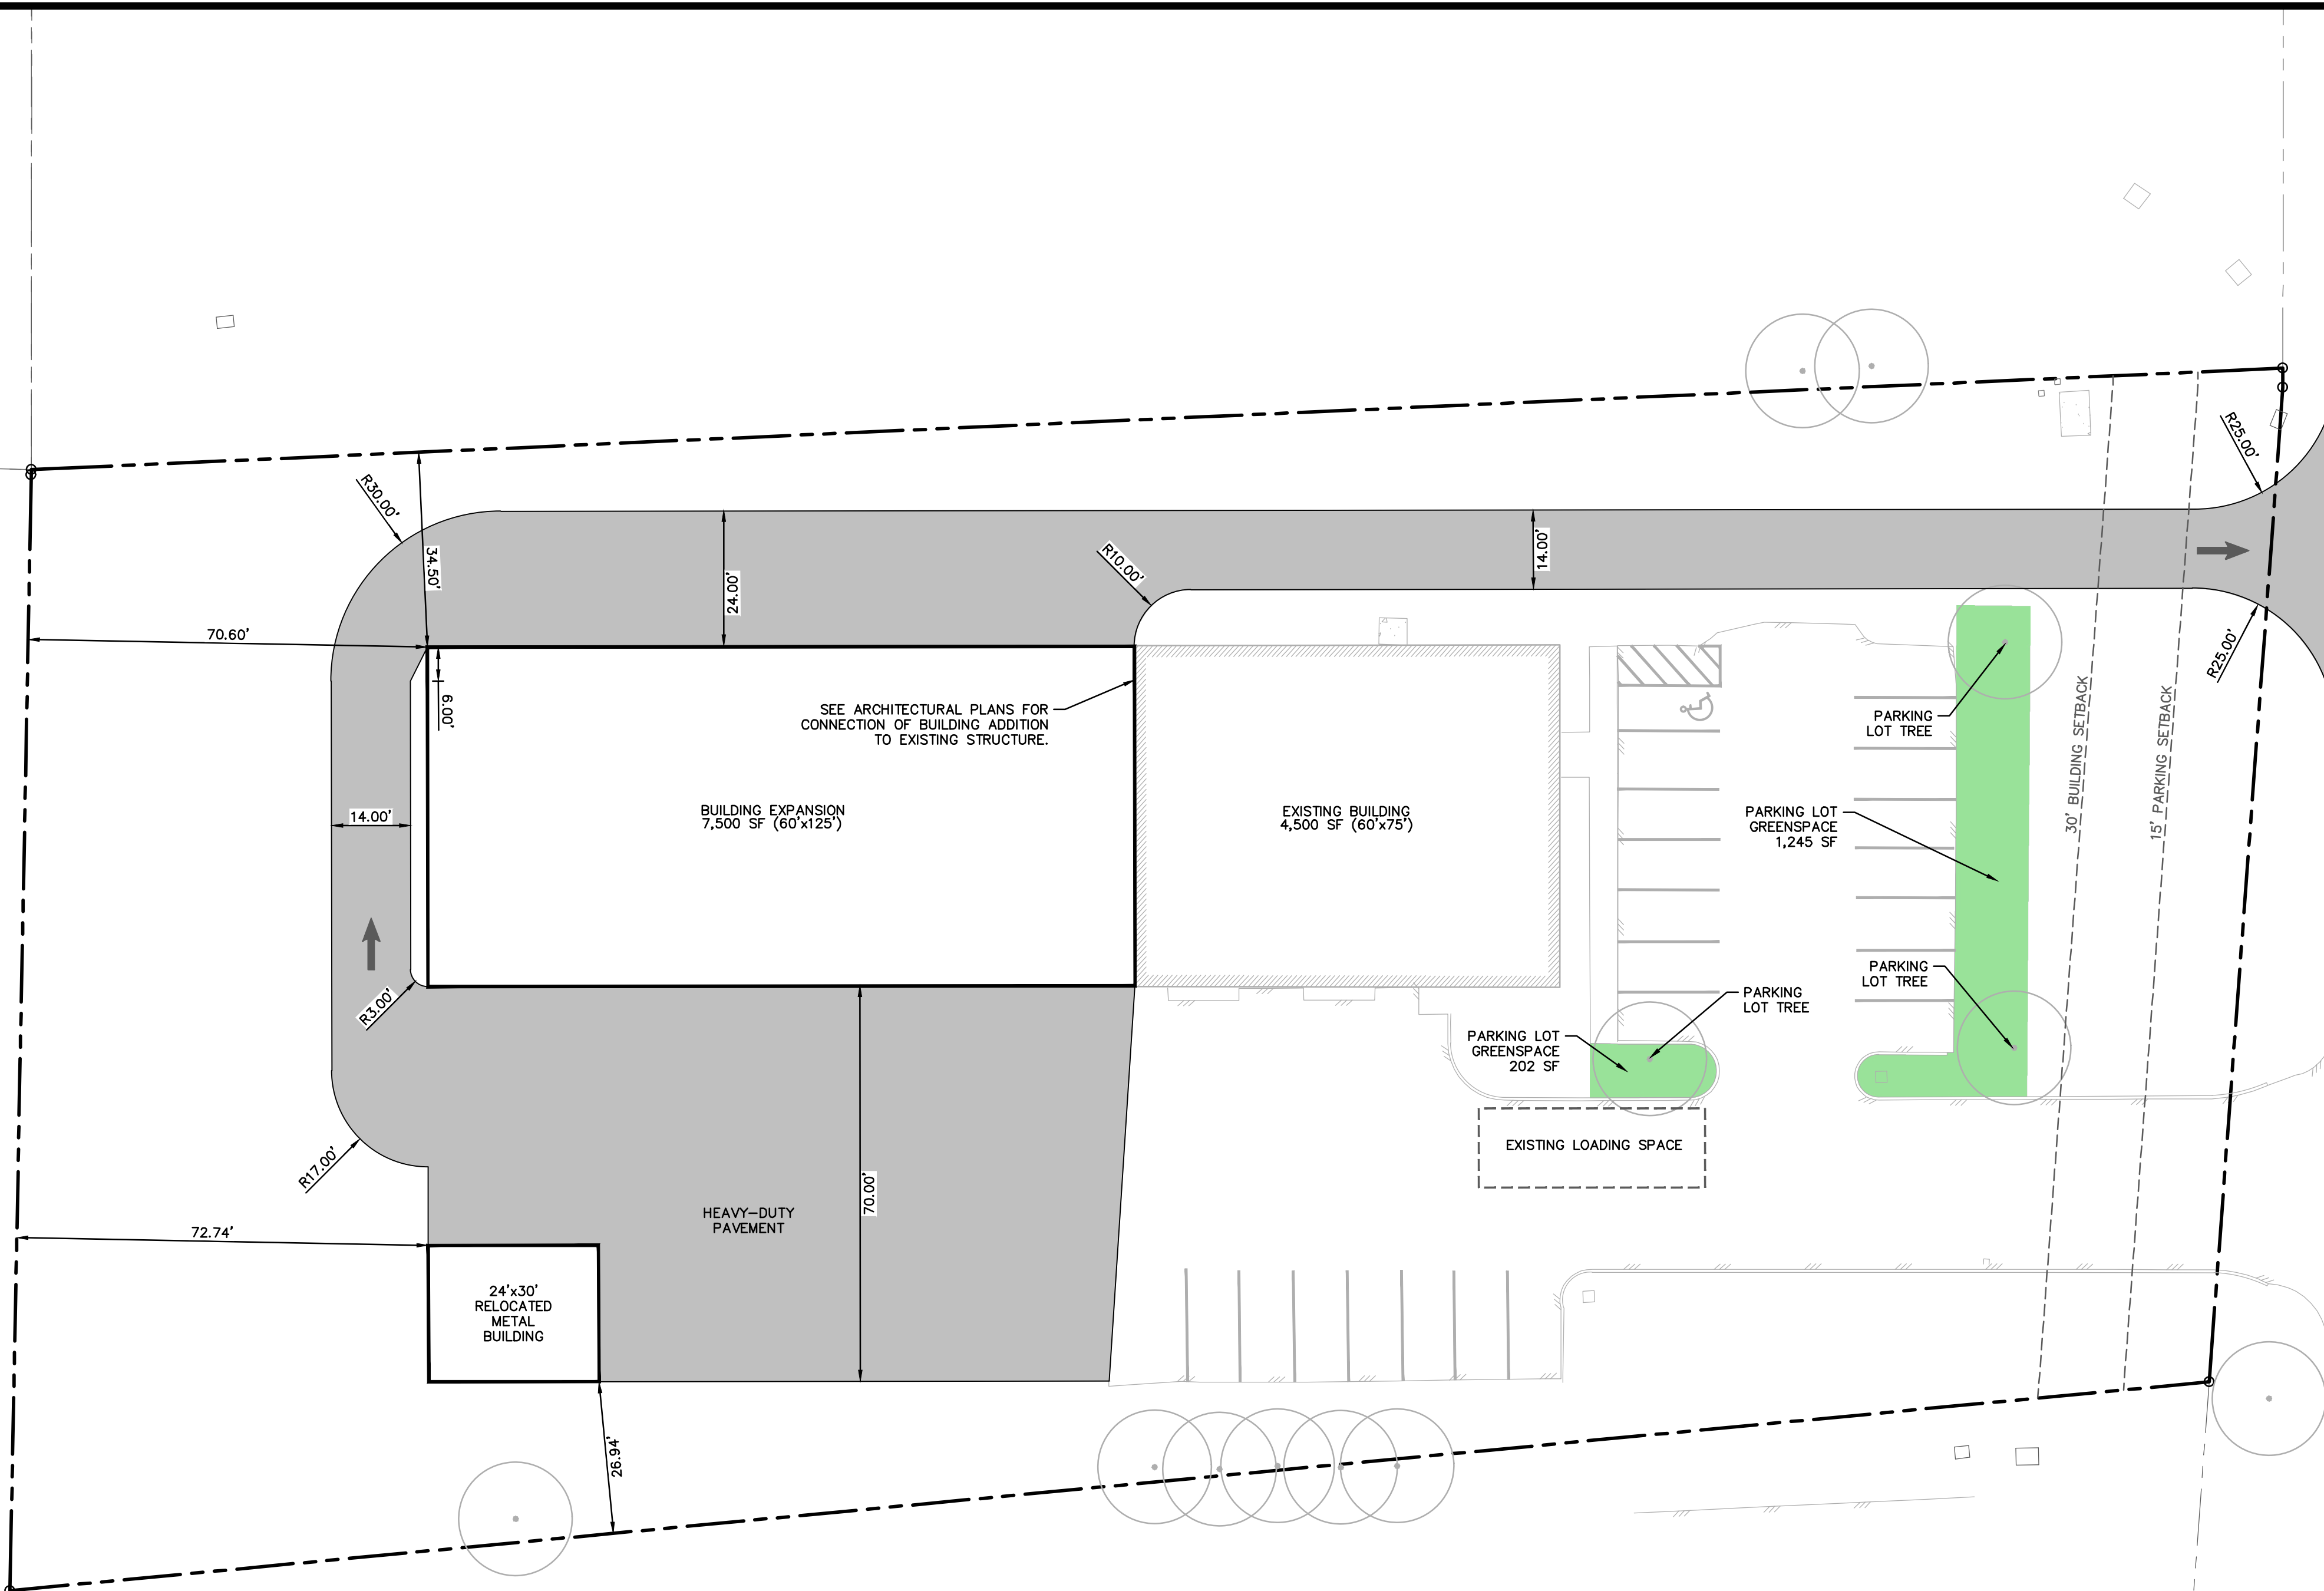 R25.00'
R30.00'
34.50'
24.00'
R10.00'
14.00'
70.60'
6.00'
R25.00'
SEE ARCHITECTURAL PLANS FOR
CONNECTION OF BUILDING ADDITION
TO EXISTING STRUCTURE.
PARKING
LOT TREE
30' BUILDING SETBACK
15' PARKING SETBACK
14.00'
BUILDING EXPANSION
7,500 SF (60'x125')
EXISTING BUILDING
4,500 SF (60'x75')
PARKING LOT
GREENSPACE
1,245 SF
R3.00'
PARKING
LOT TREE
PARKING
LOT TREE
PARKING LOT
GREENSPACE
202 SF
R17.00'
EXISTING LOADING SPACE
70.00'
HEAVY-DUTY
PAVEMENT
72.74'
24'x30'
RELOCATED
METAL
BUILDING
26.94'